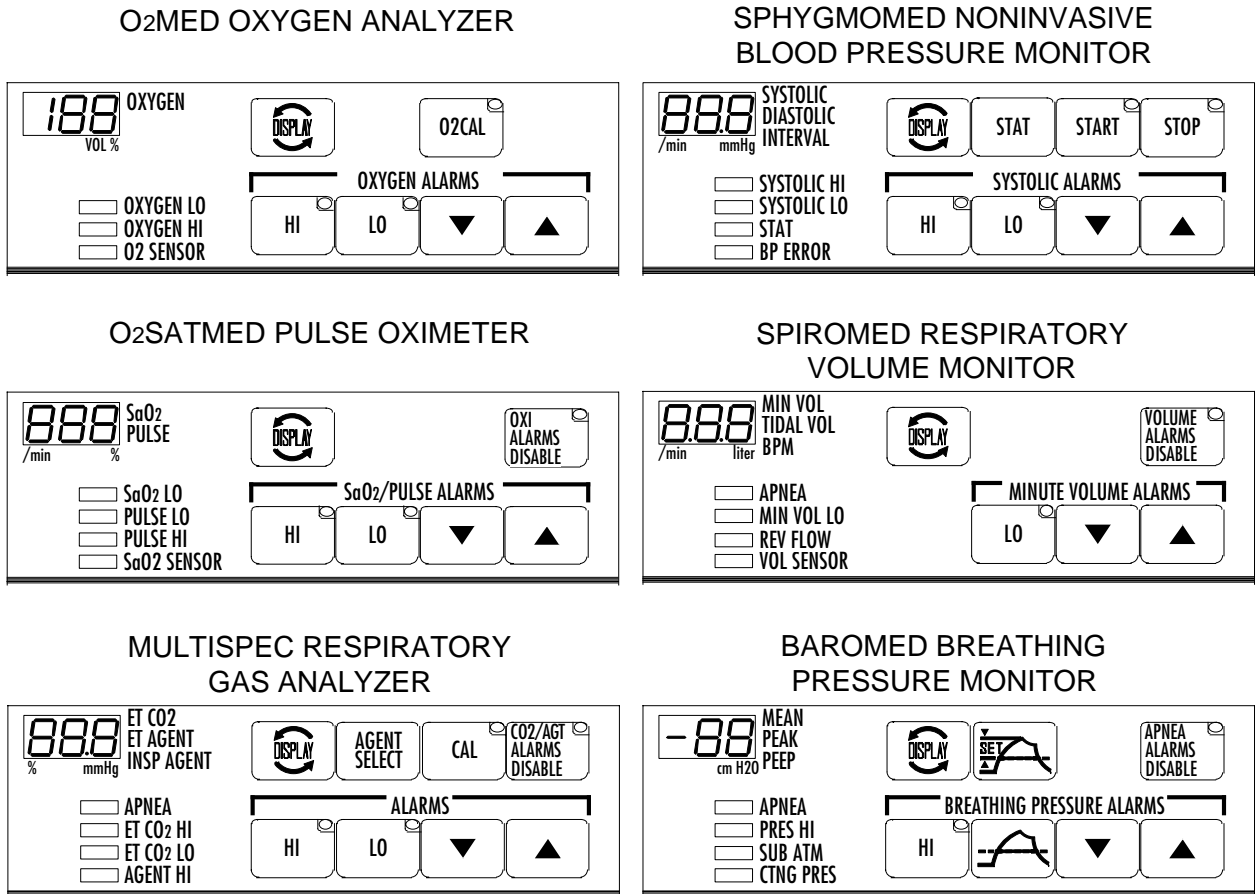 O2MED OXYGEN ANALYZER
188
OXYGEN
VOL %
DISPLAY
O2CAL
OXYGEN ALARMS
OXYGEN LO
OXYGEN HI
O2 SENSOR
HI
LO
SPHYGMOMED NONINVASIVE
BLOOD PRESSURE MONITOR
88.8
SYSTOLIC
DIASTOLIC
INTERVAL
/min mmHg
DISPLAY
STAT
START
STOP
SYSTOLIC ALARMS
SYSTOLIC HI
SYSTOLIC LO
STAT
BP ERROR
HI
LO
O2SATMED PULSE OXIMETER
888
SaO2
PULSE
/min %
DISPLAY
OXI
ALARMS
DISABLE
SaO2/PULSE ALARMS
SaO2 LO
PULSE LO
PULSE HI
SaO2 SENSOR
HI
LO
SPIROMED RESPIRATORY
VOLUME MONITOR
8.8.8
MIN VOL
TIDAL VOL
BPM
/min liter
DISPLAY
VOLUME
ALARMS
DISABLE
MINUTE VOLUME ALARMS
APNEA
MIN VOL LO
REV FLOW
VOL SENSOR
LO
MULTISPEC RESPIRATORY
GAS ANALYZER
88.8
ET CO2
ET AGENT
INSP AGENT
% mmHg
DISPLAY
AGENT
SELECT
CAL
CO2/AGT
ALARMS
DISABLE
ALARMS
APNEA
ET CO2 HI
ET CO2 LO
AGENT HI
HI
LO
BAROMED BREATHING
PRESSURE MONITOR
-88
MEAN
PEAK
PEEP
cm H2O
DISPLAY
SET
APNEA
ALARMS
DISABLE
BREATHING PRESSURE ALARMS
APNEA
PRES HI
SUB ATM
CTNG PRES
HI